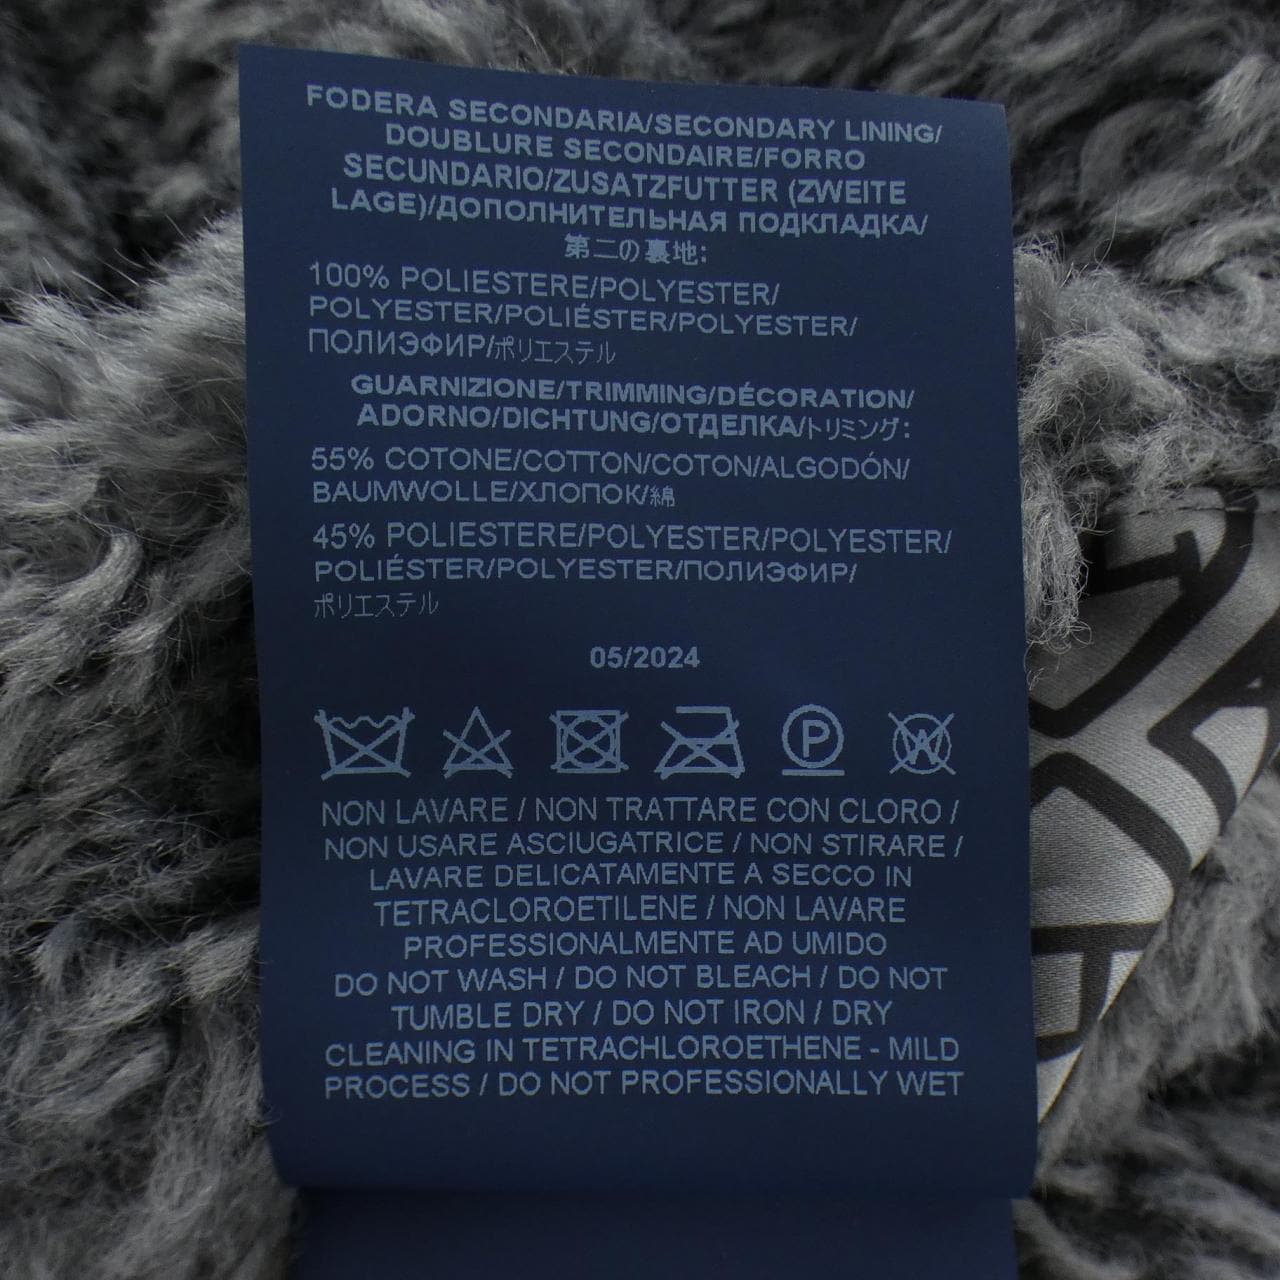 FODERA SECONDARIA/SECONDARY LINING/
DOUBLURE SECONDAIRE/FORRO
SECUNDARIO/ZUSATZFUTTER (ZWEITE
LAGE)/ДОПОЛНИТЕЛЬНАЯ ПОДКЛАДКА/
第二の裏地:
100% POLIESTERE/POLYESTER/
POLYESTER/POLIÉSTER/POLYESTER/
ПОЛИЭФИР/ポリエステル
GUARNIZIONE/TRIMMING/DÉCORATION/
ADORNO/DICHTUNG/ОТДЕЛКА/トリミング:
55% COTONE/COTTON/COTON/ALGODÓN/
BAUMWOLLE/ХЛОПОК/綿
45% POLIESTERE/POLYESTER/POLYESTER/
POLIÉSTER/POLYESTER/ПОЛИЭФИР/
ポリエステル
05/2024
P W
NON LAVARE / NON TRATTARE CON CLORO /
NON USARE ASCIUGATRICE / NON STIRARE /
LAVARE DELICATAMENTE A SECCO IN
TETRACLOROETILENE / NON LAVARE
PROFESSIONALMENTE AD UMIDO
DO NOT WASH / DO NOT BLEACH / DO NOT
TUMBLE DRY / DO NOT IRON / DRY
CLEANING IN TETRACHLOROETHENE - MILD
PROCESS / DO NOT PROFESSIONALLY WET